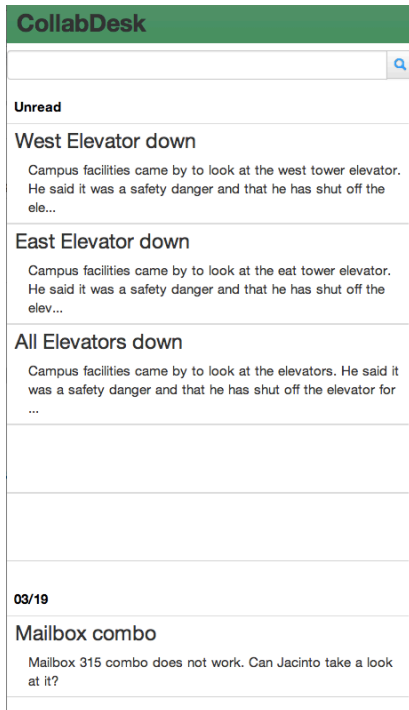 CollabDesk
Unread
West Elevator down
Campus facilities came by to look at the west tower elevator.
He said it was a safety danger and that he has shut off the
ele...
East Elevator down
Campus facilities came by to look at the eat tower elevator.
He said it was a safety danger and that he has shut off the
elev...
All Elevators down
Campus facilities came by to look at the elevators. He said it
was a safety danger and that he has shut off the elevator for
...
03/19
Mailbox combo
Mailbox 315 combo does not work. Can Jacinto take a look
at it?